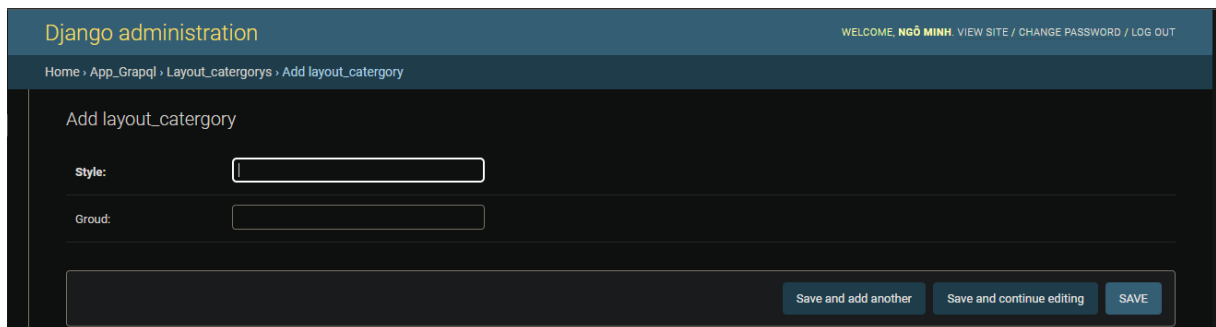 Django administration
WELCOME, NGÔ MINH. VIEW SITE / CHANGE PASSWORD / LOG OUT
Home › App_Grapql › Layout_catergorys › Add layout_catergory
Add layout_catergory
Style:
Groud:
Save and add another
Save and continue editing
SAVE